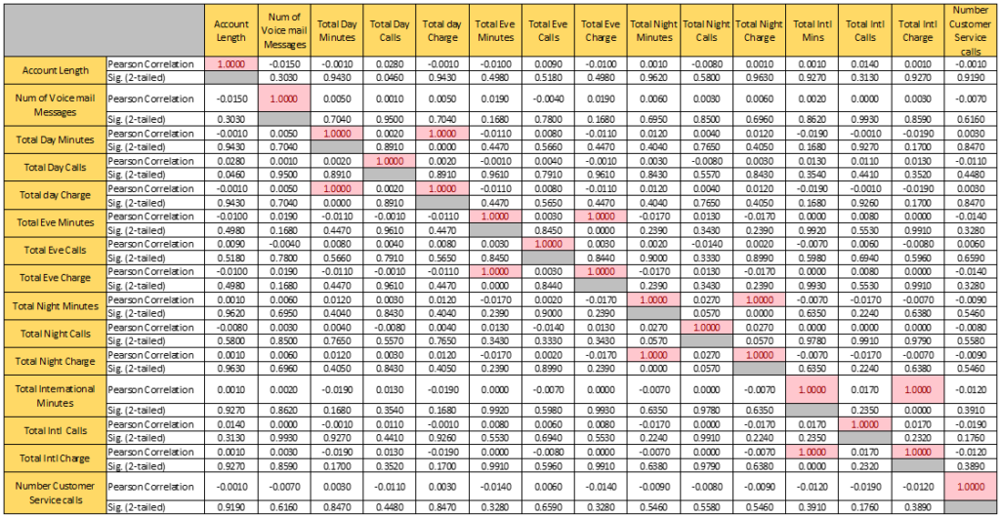 Account Length Num of Voice mail Messages Total Day Minutes Total Day Calls Total day Charge Total Eve Minutes Total Eve Calls Total Eve Charge Total Night Minutes Total Night Calls Total Night Charge Total Intl Mins Total Intl Calls Total Intl Charge Number Customer Service calls
Account Length Pearson Correlation 1.0000 -0.0150 -0.0010 0.0280 -0.0010 -0.0100 0.0090 -0.0100 0.0010 -0.0080 0.0010 0.0010 0.0140 0.0010 -0.0010
Sig. (2-tailed) 0.3030 0.9430 0.0460 0.9430 0.4980 0.5180 0.4980 0.9620 0.5800 0.9630 0.9270 0.3130 0.9270 0.9190
Num of Voice mail Messages Pearson Correlation -0.0150 1.0000 0.0050 0.0010 0.0050 0.0190 -0.0040 0.0190 0.0060 0.0030 0.0060 0.0020 0.0000 0.0030 -0.0070
Sig. (2-tailed) 0.3030 0.7040 0.9500 0.7040 0.1680 0.7800 0.1680 0.6950 0.8500 0.6960 0.8620 0.9930 0.8590 0.6160
Total Day Minutes Pearson Correlation -0.0010 0.0050 1.0000 0.0020 1.0000 -0.0110 0.0080 -0.0110 0.0120 0.0040 0.0120 -0.0190 -0.0010 -0.0190 0.0030
Sig. (2-tailed) 0.9430 0.7040 0.8910 0.0000 0.4470 0.5660 0.4470 0.4040 0.7650 0.4050 0.1680 0.9270 0.1700 0.8470
Total Day Calls Pearson Correlation 0.0280 0.0010 0.0020 1.0000 0.0020 -0.0010 0.0040 -0.0010 0.0030 -0.0080 0.0030 0.0130 0.0110 0.0130 -0.0110
Sig. (2-tailed) 0.0460 0.9500 0.8910 0.8910 0.9610 0.7910 0.9610 0.8430 0.5570 0.8430 0.3540 0.4410 0.3520 0.4480
Total day Charge Pearson Correlation -0.0010 0.0050 1.0000 0.0020 1.0000 -0.0110 0.0080 -0.0110 0.0120 0.0040 0.0120 -0.0190 -0.0010 -0.0190 0.0030
Sig. (2-tailed) 0.9430 0.7040 0.000 0.8910 0.4470 0.5650 0.4470 0.4040 0.7650 0.4050 0.1680 0.9260 0.1700 0.8470
Total Eve Minutes Pearson Correlation -0.0100 0.0190 -0.0110 -0.0010 -0.0110 1.0000 0.0030 1.0000 -0.0170 0.0130 -0.0170 0.0000 0.0080 0.0000 -0.0140
Sig. (2-tailed) 0.4980 0.1680 0.4470 0.9610 0.4470 0.8450 0.0000 0.2390 0.3430 0.2390 0.9920 0.5530 0.9910 0.3280
Total Eve Calls Pearson Correlation 0.0090 -0.0040 0.0080 0.0040 0.0080 0.0030 1.0000 0.0030 0.0020 -0.0140 0.0020 -0.0070 0.0060 -0.0080 0.0060
Sig. (2-tailed) 0.5180 0.7800 0.5660 0.7910 0.5650 0.8450 0.8440 0.9000 0.3330 0.8990 0.5980 0.6940 0.5960 0.6590
Total Eve Charge Pearson Correlation -0.0100 0.0190 -0.0110 -0.0010 -0.0110 1.0000 0.0030 1.0000 -0.0170 0.0130 -0.0170 0.0000 0.0080 0.0000 -0.0140
Sig. (2-tailed) 0.4980 0.1680 0.4470 0.9610 0.4470 0.0000 0.8440 0.2390 0.3430 0.2390 0.9930 0.5530 0.9910 0.3280
Total Night Minutes Pearson Correlation 0.0010 0.0060 0.0120 0.0030 0.0120 -0.0170 0.0020 -0.0170 1.0000 0.0270 1.0000 -0.0070 -0.0170 -0.0070 -0.0090
Sig. (2-tailed) 0.9620 0.6950 0.4040 0.8430 0.4040 0.2390 0.9000 0.2390 0.0570 0.0000 0.6350 0.2240 0.6380 0.5460
Total Night Calls Pearson Correlation -0.0080 0.0030 0.0040 -0.0080 0.0040 0.0130 -0.0140 0.0130 0.0270 1.0000 0.0270 0.0000 0.0000 0.0000 -0.0080
Sig. (2-tailed) 0.5800 0.8500 0.7650 0.5570 0.7650 0.3430 0.3330 0.3430 0.0570 0.0570 0.9780 0.9910 0.9790 0.5580
Total Night Charge Pearson Correlation 0.0010 0.0060 0.0120 0.0030 0.0120 -0.0170 0.0020 -0.0170 1.0000 0.0270 1.0000 -0.0070 -0.0170 -0.0070 -0.0090
Sig. (2-tailed) 0.9630 0.6960 0.4050 0.8430 0.4050 0.2390 0.8990 0.2390 0.0000 0.0570 0.6350 0.2240 0.6380 0.5460
Total International Minutes Pearson Correlation 0.0010 0.0020 -0.0190 0.0130 -0.0190 0.0000 -0.0070 0.0000 -0.0070 0.0000 -0.0070 1.0000 0.0170 1.0000 -0.0120
Sig. (2-tailed) 0.9270 0.8620 0.1680 0.3540 0.1680 0.9920 0.5980 0.9930 0.6350 0.9780 0.6350 0.2350 0.0000 0.3910
Total Intl Calls Pearson Correlation 0.0140 0.0000 -0.0010 0.0110 -0.0010 0.0080 0.0060 0.0080 -0.0170 0.0000 -0.0170 0.0170 1.0000 0.0170 -0.0190
Sig. (2-tailed) 0.3130 0.9930 0.9270 0.4410 0.9260 0.5530 0.6940 0.5530 0.2240 0.9910 0.2240 0.2350 0.2320 0.1760
Total Intl Charge Pearson Correlation 0.0010 0.0030 -0.0190 0.0130 -0.0190 0.0000 -0.0080 0.0000 -0.0070 0.0000 -0.0070 1.0000 0.0170 1.0000 -0.0120
Sig. (2-tailed) 0.9270 0.8590 0.1700 0.3520 0.1700 0.9910 0.5960 0.9910 0.6380 0.9790 0.6380 0.0000 0.2320 0.3890
Number Customer Service calls Pearson Correlation -0.0010 -0.0070 0.0030 -0.0110 0.0030 -0.0140 0.0060 -0.0140 -0.0090 -0.0080 -0.0090 -0.0120 -0.0190 -0.0120 1.0000
Sig. (2-tailed) 0.9190 0.6160 0.8470 0.4480 0.8470 0.3280 0.6590 0.3280 0.5460 0.5580 0.5460 0.3910 0.1760 0.3890